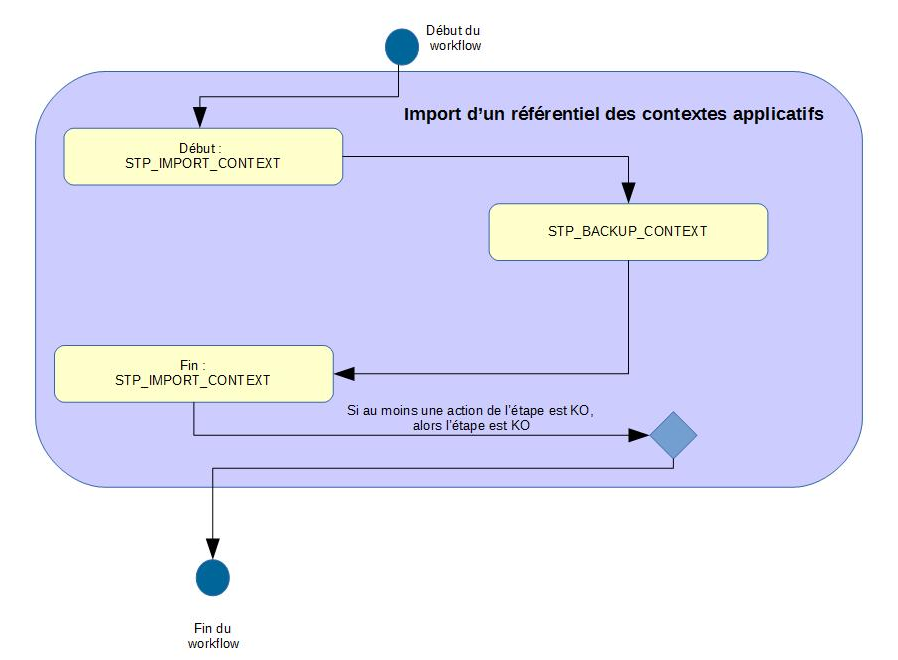 Début du
workflow
Import d’un référentiel des contextes applicatifs
Début :
STP_IMPORT_CONTEXT
STP_BACKUP_CONTEXT
Fin :
STP_IMPORT_CONTEXT
Si au moins une action de l’étape est KO,
alors l’étape est KO
Fin du
workflow